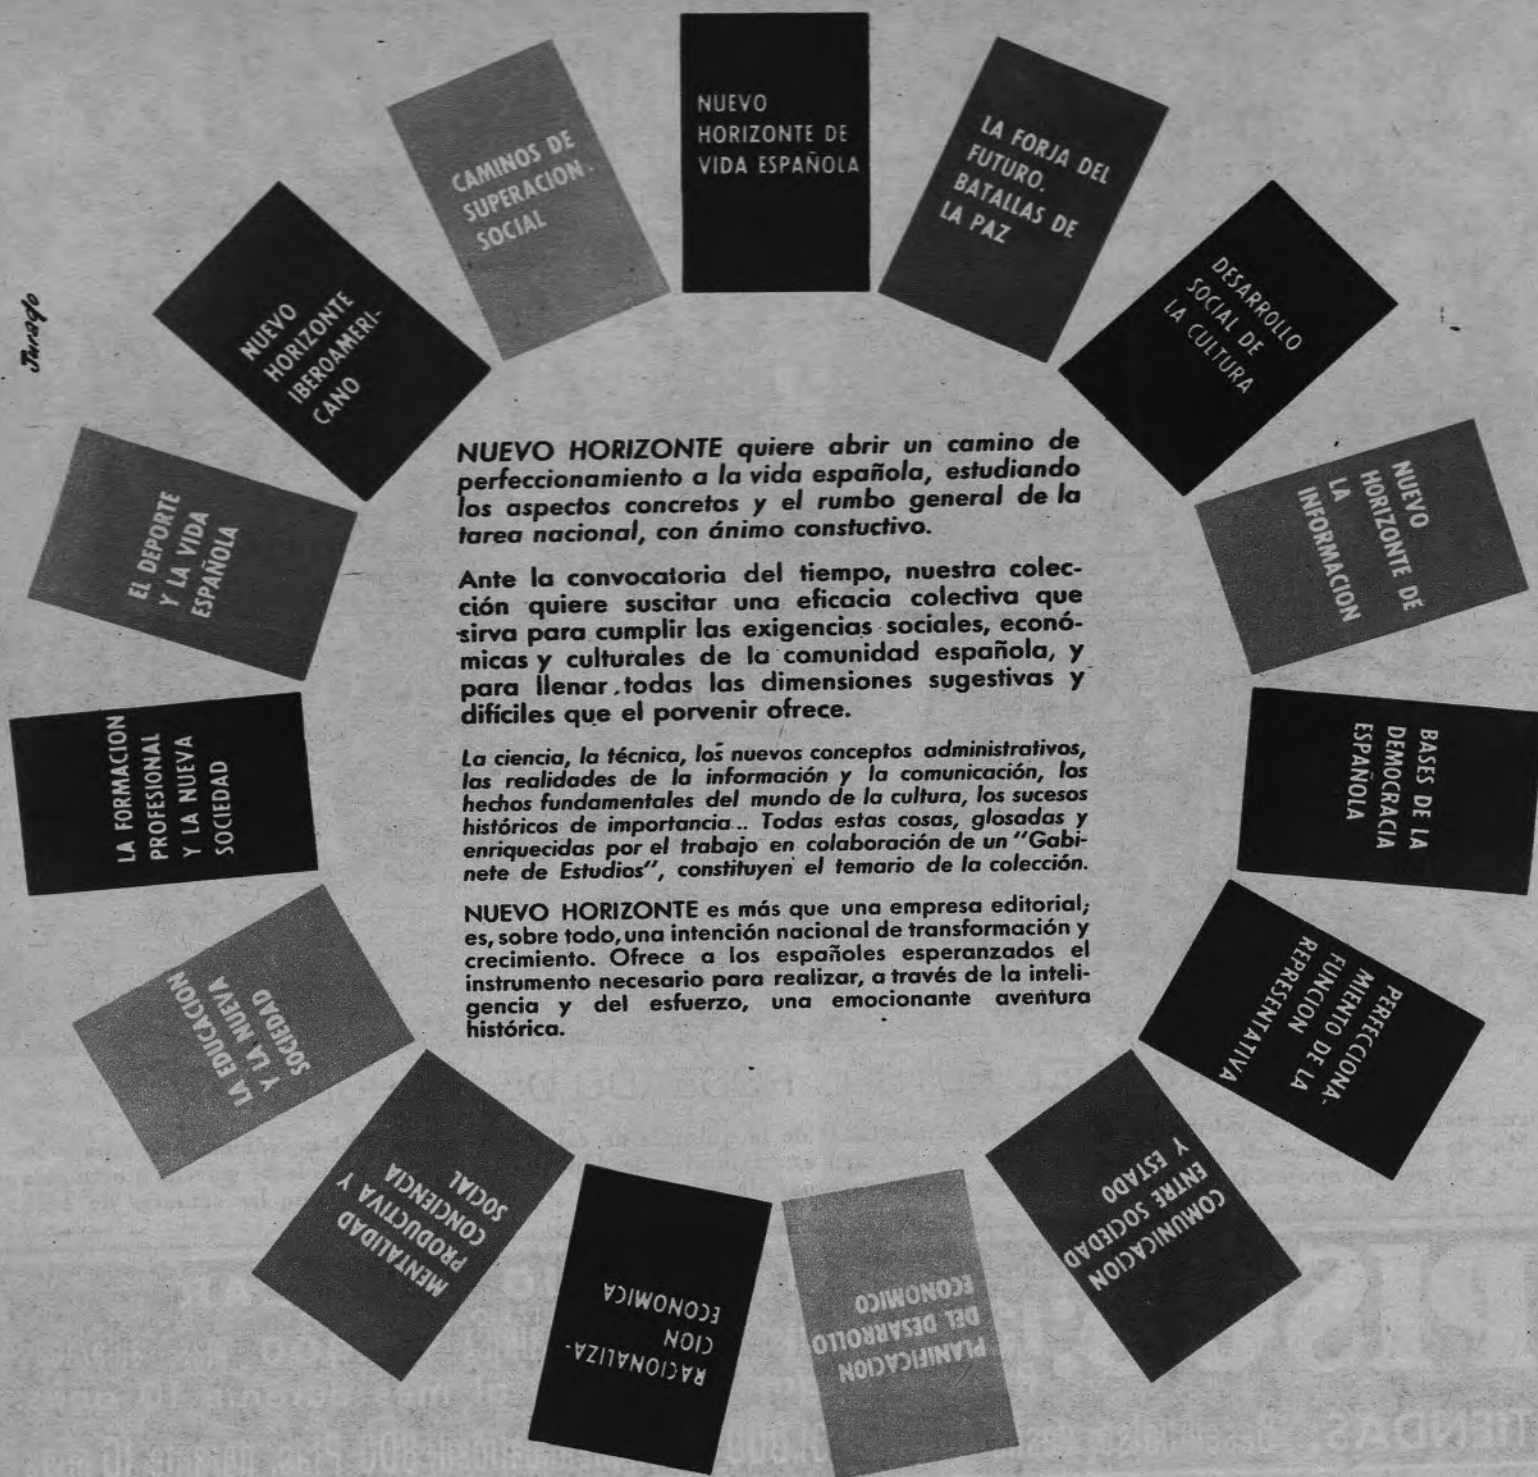 NUEVO
HORIZONTE DE
VIDA ESPAÑOLA
LA FORJA DEL
FUTURO.
BATALLAS DE
LA PAZ
DESARROLLO
SOCIAL DE
LA CULTURA
NUEVO
HORIZONTE DE
LA
INFORMACION
BASES DE LA
DEMOCRACIA
ESPAÑOLA
PERFECCIONA-
MIENTO DE LA
FUNCION
REPRESENTATIVA
COMUNICACION
ENTRE SOCIEDAD
Y ESTADO
PLANIFICACION
DEL DESARROLLO
ECONOMICO
RACIONALIZA-
CION
ECONOMICA
MENTALIDAD
PRODUCTIVA Y
CONCIENCIA
SOCIAL
LA EDUCACION
Y LA NUEVA
SOCIEDAD
LA FORMACION
PROFESIONAL
Y LA NUEVA
SOCIEDAD
EL DEPORTE
Y LA VIDA
ESPAÑOLA
NUEVO
HORIZONTE
IBEROAMERI-
CANO
CAMINOS DE
SUPERACION
SOCIAL
Jurado
NUEVO HORIZONTE quiere abrir un camino de
perfeccionamiento a la vida española, estudiando
los aspectos concretos y el rumbo general de la
tarea nacional, con ánimo constuctivo.
Ante la convocatoria del tiempo, nuestra colec-
ción quiere suscitar una eficacia colectiva que
sirva para cumplir las exigencias sociales, econó-
micas y culturales de la comunidad española, y
para llenar todas las dimensiones sugestivas y
difíciles que el porvenir ofrece.
La ciencia, la técnica, los nuevos conceptos administrativos,
las realidades de la información y la comunicación, los
hechos fundamentales del mundo de la cultura, los sucesos
históricos de importancia... Todas estas cosas, glosadas y
enriquecidas por el trabajo en colaboración de un "Gabi-
nete de Estudios", constituyen el temario de la colección.
NUEVO HORIZONTE es más que una empresa editorial;
es, sobre todo, una intención nacional de transformación y
crecimiento. Ofrece a los españoles esperanzados el
instrumento necesario para realizar, a través de la inteli-
gencia y del esfuerzo, una emocionante aventura
histórica.